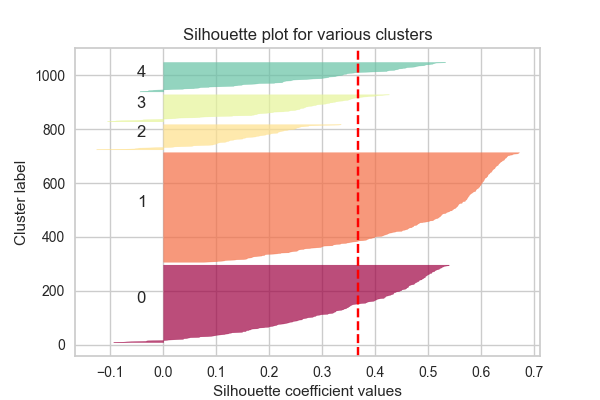 Silhouette plot for various clusters
Cluster label
1000
800
600
400
200
0
4
3
2
1
0
−0.1 0.0 0.1 0.2 0.3 0.4 0.5 0.6 0.7
Silhouette coefficient values